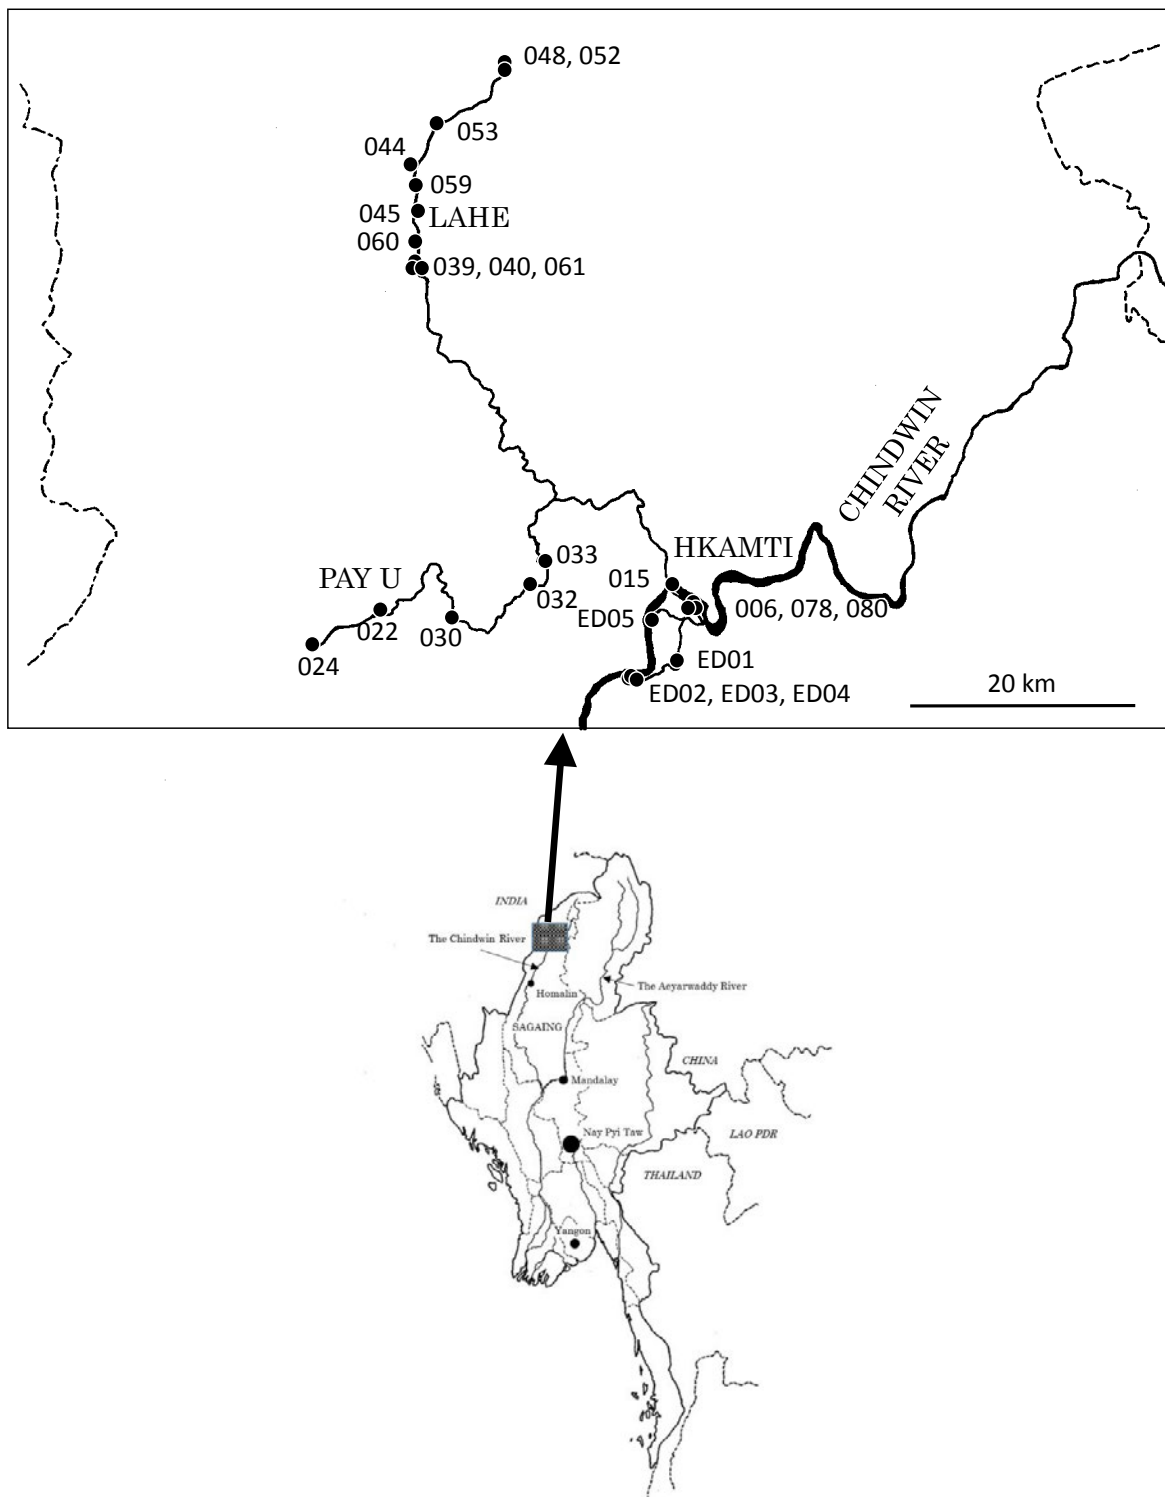 048, 052
053
044
059
045
LAHE
060
039, 040, 061
CHINDWIN
RIVER
HKAMTI
033
PAY U
015
032
006, 078, 080
022
ED05
030
024
ED01
20 km
ED02, ED03, ED04
INDIA
The Chindwin River
The Aeyarwaddy River
Homalin
SAGAING
CHINA
Mandalay
Nay Pyi Taw
LAO PDR
THAILAND
Yangon